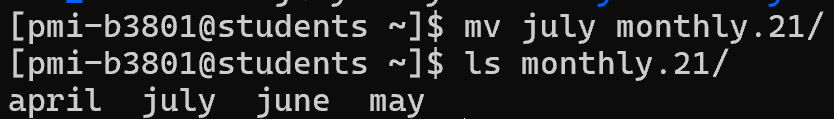 [pmi-b3801@students ~]$ mv july monthly.21/
[pmi-b3801@students ~]$ ls monthly.21/
april  july  june  may